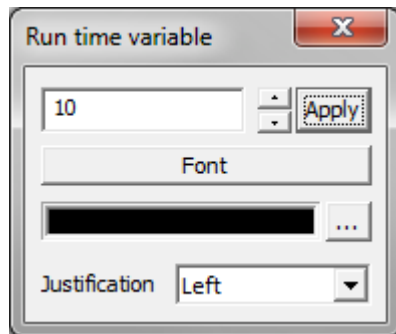 Run time variable
10 Apply
Font
...
Justification Left